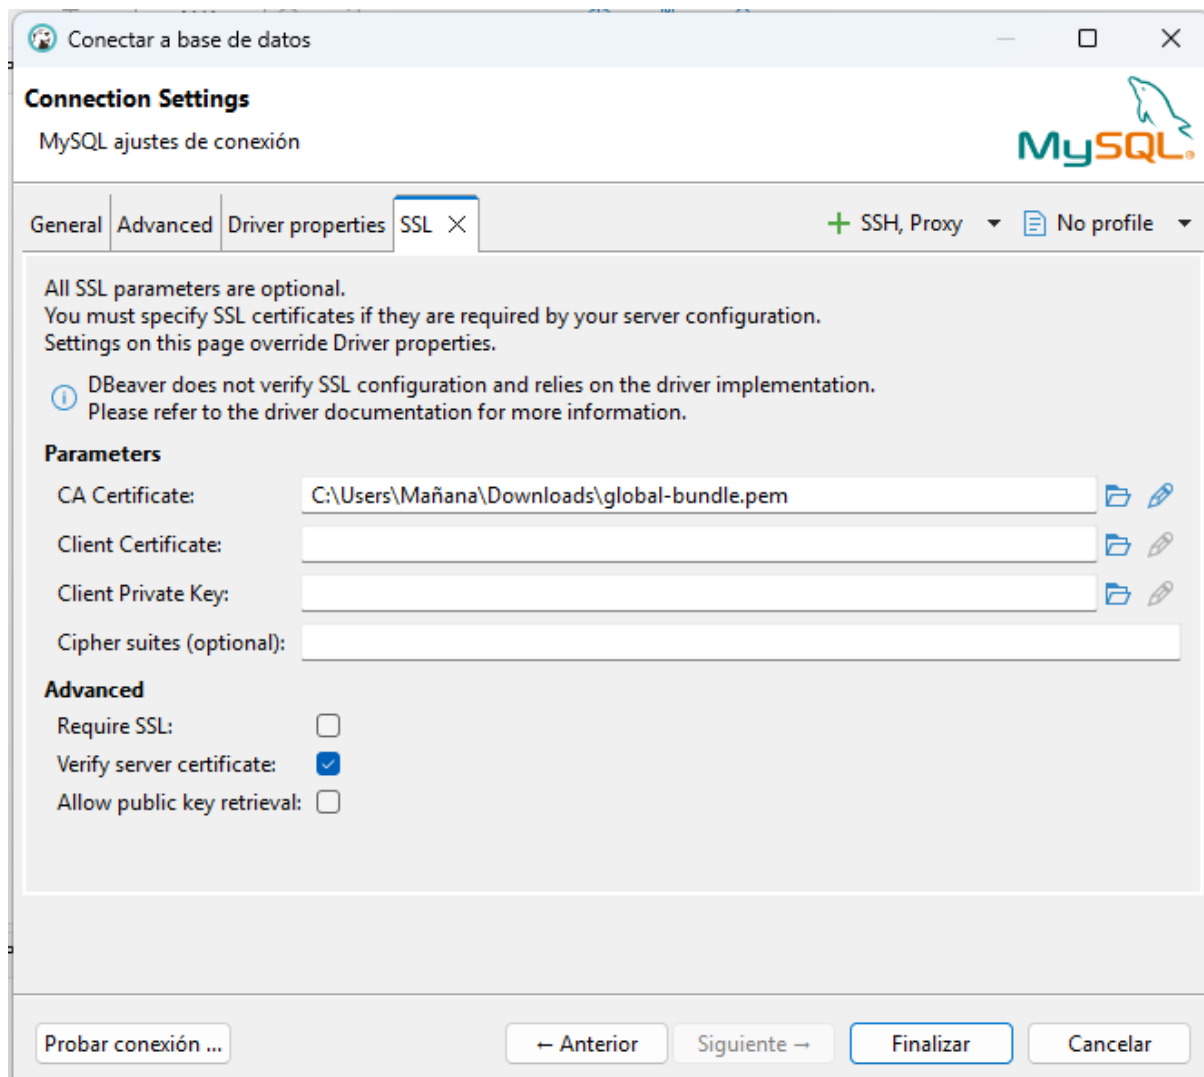 Conectar a base de datos
Connection Settings
MySQL ajustes de conexión
MySQL®
General Advanced Driver properties SSL SSH, Proxy No profile
All SSL parameters are optional.
You must specify SSL certificates if they are required by your server configuration.
Settings on this page override Driver properties.
DBeaver does not verify SSL configuration and relies on the driver implementation.
Please refer to the driver documentation for more information.
Parameters
CA Certificate: C:\Users\Mañana\Downloads\global-bundle.pem
Client Certificate:
Client Private Key:
Cipher suites (optional):
Advanced
Require SSL:
Verify server certificate:
Allow public key retrieval:
Probar conexión ... ← Anterior Siguiente → Finalizar Cancelar